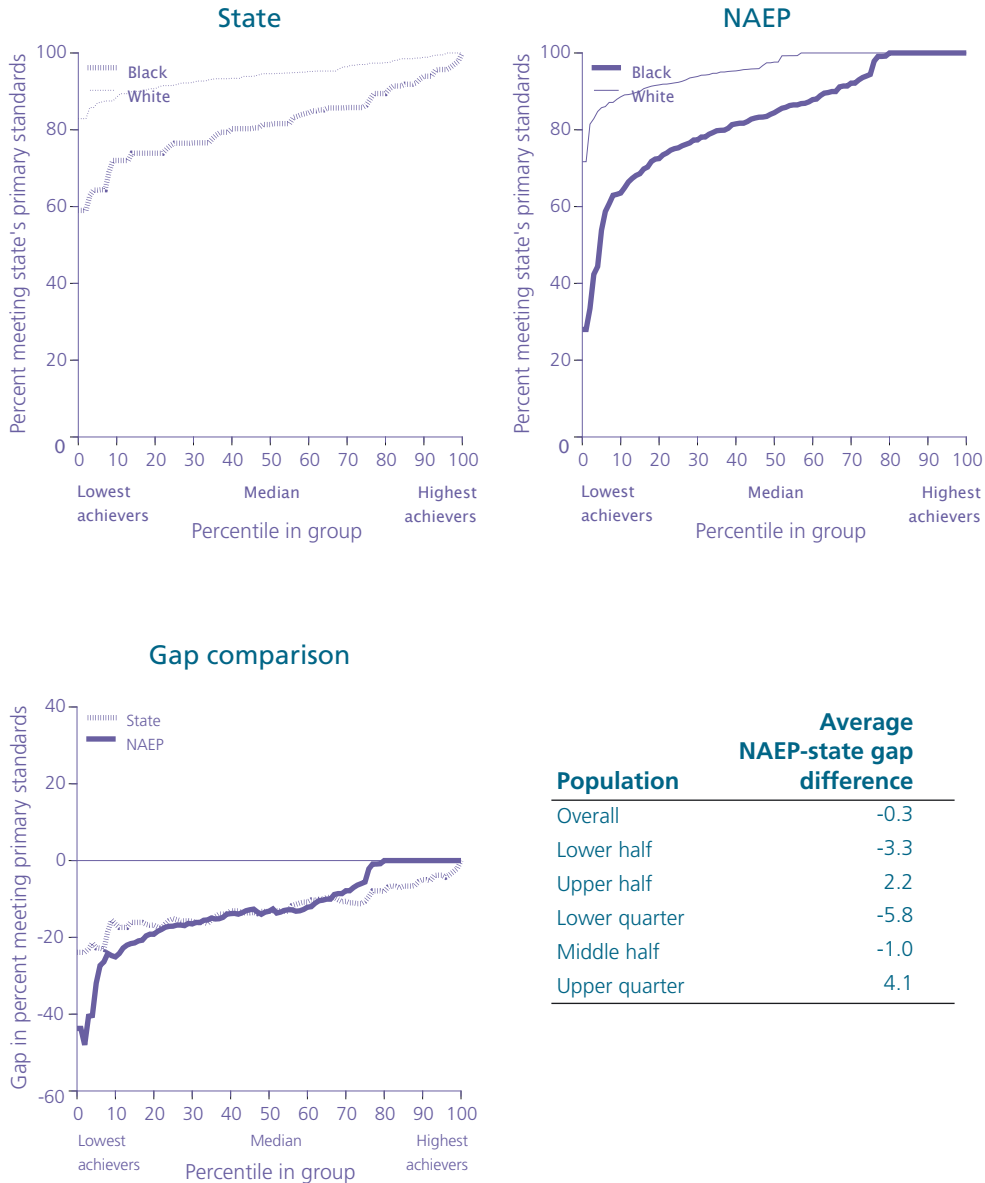 State
Percent meeting state's primary standards
100
80
60
40
20
0
Black
White
0 10 20 30 40 50 60 70 80 90 100
Lowest achievers
Median
Highest achievers
Percentile in group
NAEP
Percent meeting state's primary standards
100
80
60
40
20
0
Black
White
0 10 20 30 40 50 60 70 80 90 100
Lowest achievers
Median
Highest achievers
Percentile in group
Gap comparison
Gap in percent meeting primary standards
40
20
0
-20
-40
-60
State
NAEP
0 10 20 30 40 50 60 70 80 90 100
Lowest achievers
Median
Highest achievers
Percentile in group
Average
NAEP-state gap
Population difference
Overall -0.3
Lower half -3.3
Upper half 2.2
Lower quarter -5.8
Middle half -1.0
Upper quarter 4.1